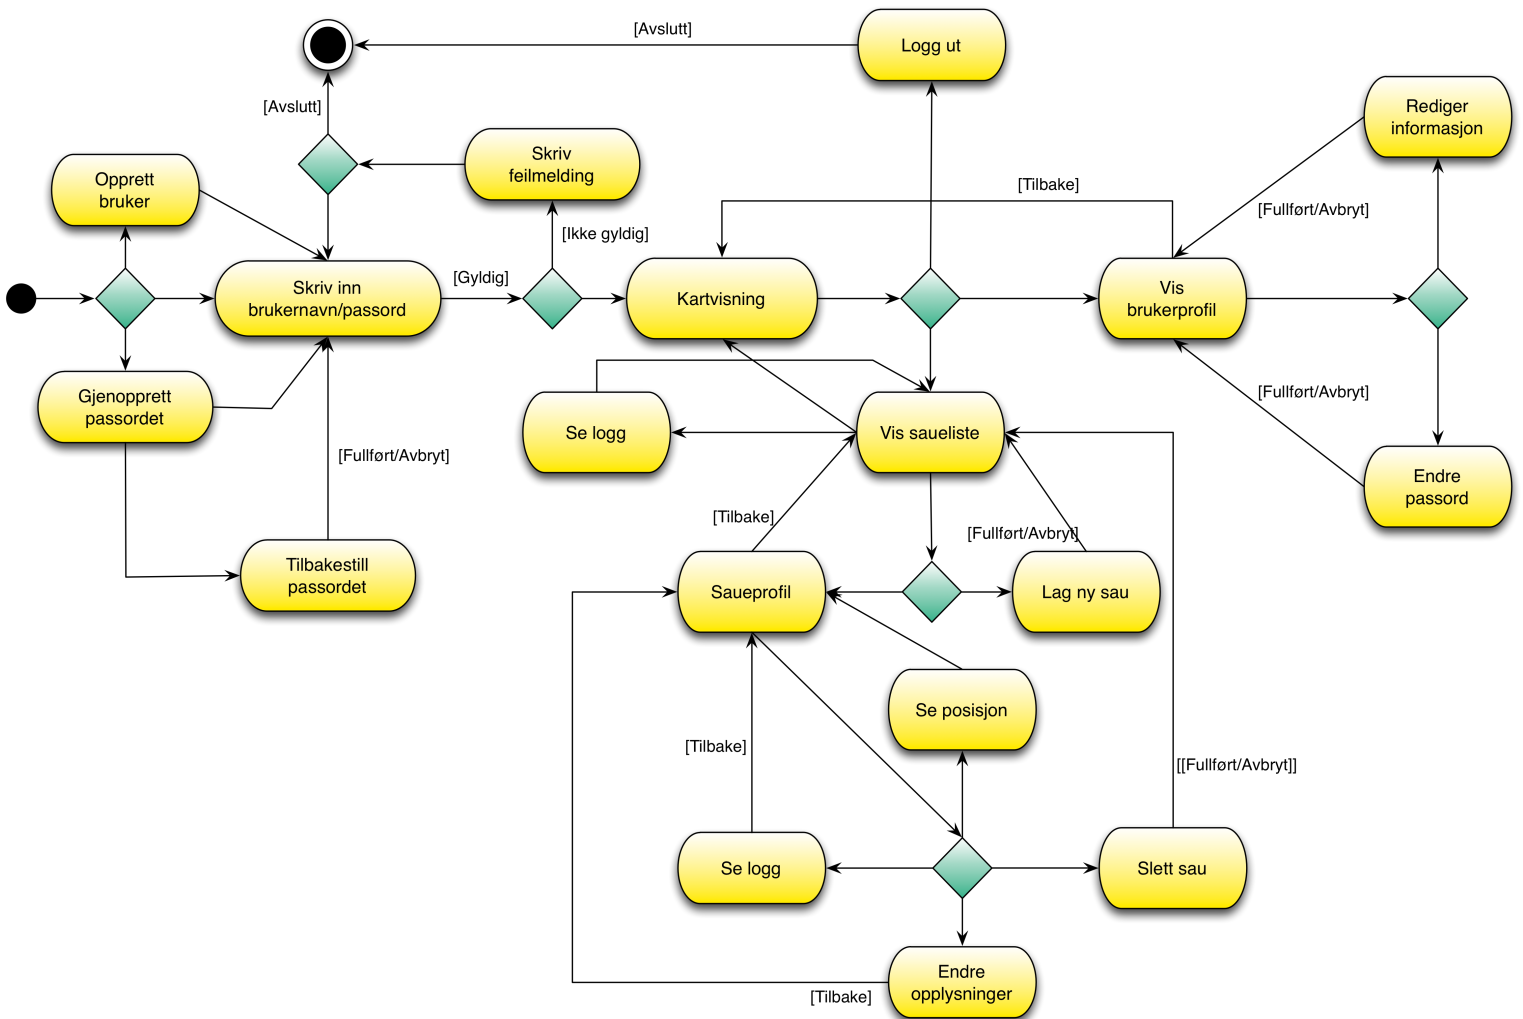 [Avslutt]
Logg ut
[Avslutt]
Rediger
informasjon
Skriv
feilmelding
Opprett
bruker
[Tilbake]
[Fullført/Avbryt]
[Ikke gyldig]
[Gyldig]
Skriv inn
brukernavn/passord
Kartvisning
Vis
brukerprofil
Gjenopprett
passordet
[Fullført/Avbryt]
Se logg
Vis saueliste
[Fullført/Avbryt]
Endre
passord
[Tilbake]
[Fullført/Avbryt]
Tilbakestill
passordet
Saueprofil
Lag ny sau
Se posisjon
[Tilbake]
[[Fullført/Avbryt]]
Se logg
Slett sau
Endre
opplysninger
[Tilbake]